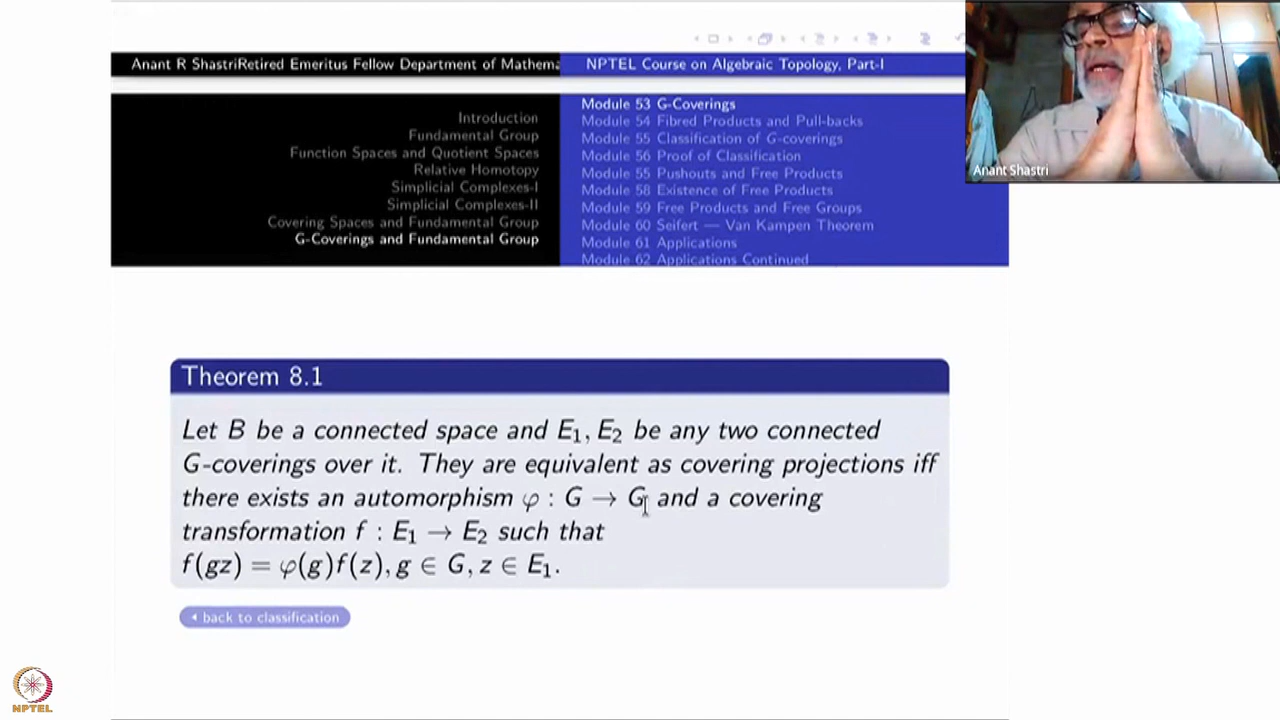 Anant R ShastriRetired Emeritus Fellow Department of Mathema
NPTEL Course on Algebraic Topology, Part-I
Introduction
Fundamental Group
Function Spaces and Quotient Spaces
Relative Homotopy
Simplicial Complexes-I
Simplicial Complexes-II
Covering Spaces and Fundamental Group
G-Coverings and Fundamental Group
Module 53 G-Coverings
Module 54 Fibred Products and Pull-backs
Module 55 Classification of G-coverings
Module 56 Proof of Classification
Module 55 Pushouts and Free Products
Module 58 Existence of Free Products
Module 59 Free Products and Free Groups
Module 60 Seifert — Van Kampen Theorem
Module 61 Applications
Module 62 Applications Continued
Anant Shastri
Theorem 8.1
Let B be a connected space and E₁, E₂ be any two connected
G-coverings over it. They are equivalent as covering projections iff
there exists an automorphism φ : G → G and a covering
transformation f : E₁ → E₂ such that
f(gz) = φ(g)f(z), g ∈ G, z ∈ E₁.
back to classification
NPTEL